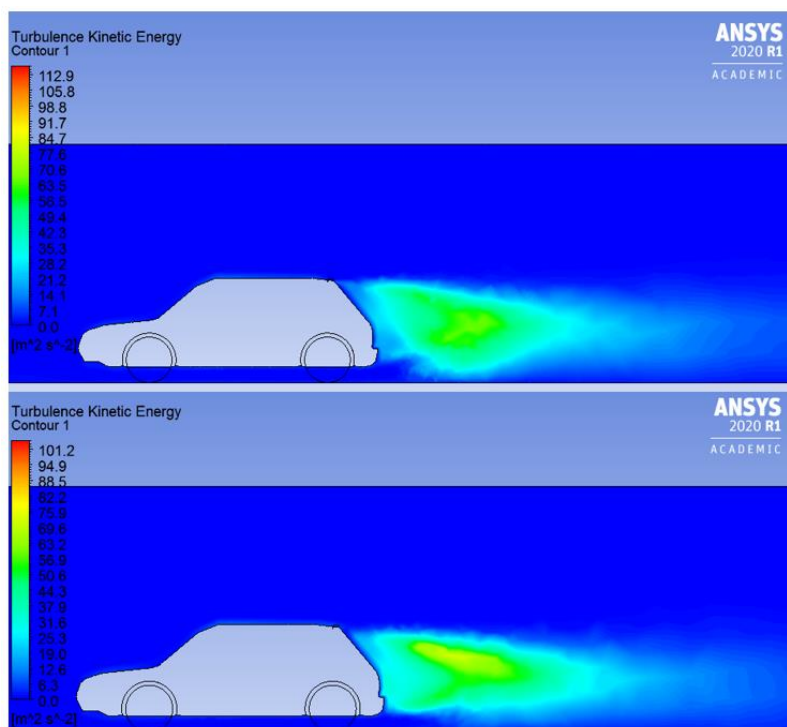 Turbulence Kinetic Energy
Contour 1
112.9
105.8
98.8
91.7
84.7
77.6
70.6
63.5
56.5
49.4
42.3
35.3
28.2
21.2
14.1
7.1
0.0
[m^2 s^-2]
ANSYS
2020 R1
ACADEMIC
Turbulence Kinetic Energy
Contour 1
101.2
94.9
88.5
82.2
75.9
69.6
63.2
56.9
50.6
44.3
37.9
31.6
25.3
19.0
12.6
6.3
0.0
[m^2 s^-2]
ANSYS
2020 R1
ACADEMIC